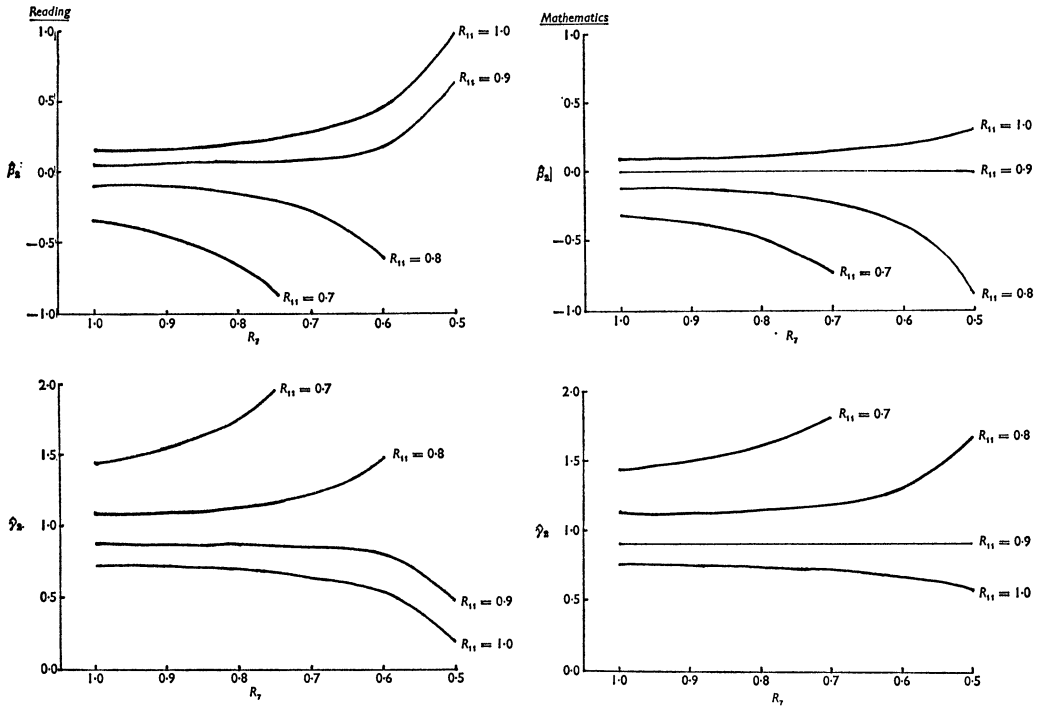 Reading
1·0
0·5
0·0
−0·5
−1·0
β̂₂
R₁₁ = 1·0
R₁₁ = 0·9
R₁₁ = 0·8
R₁₁ = 0·7
1·0 0·9 0·8 0·7 0·6 0·5
R₇
Mathematics
1·0
0·5
0·0
−0·5
−1·0
β̂₂
R₁₁ = 1·0
R₁₁ = 0·9
R₁₁ = 0·7
R₁₁ = 0·8
1·0 0·9 0·8 0·7 0·6 0·5
R₇
2·0
1·5
1·0
0·5
0·0
γ̂₂
R₁₁ = 0·7
R₁₁ = 0·8
R₁₁ = 0·9
R₁₁ = 1·0
1·0 0·9 0·8 0·7 0·6 0·5
R₇
2·0
1·5
1·0
0·5
0·0
γ̂₂
R₁₁ = 0·7
R₁₁ = 0·8
R₁₁ = 0·9
R₁₁ = 1·0
1·0 0·9 0·8 0·7 0·6 0·5
R₇